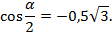 cos α/2 = −0,5√3.